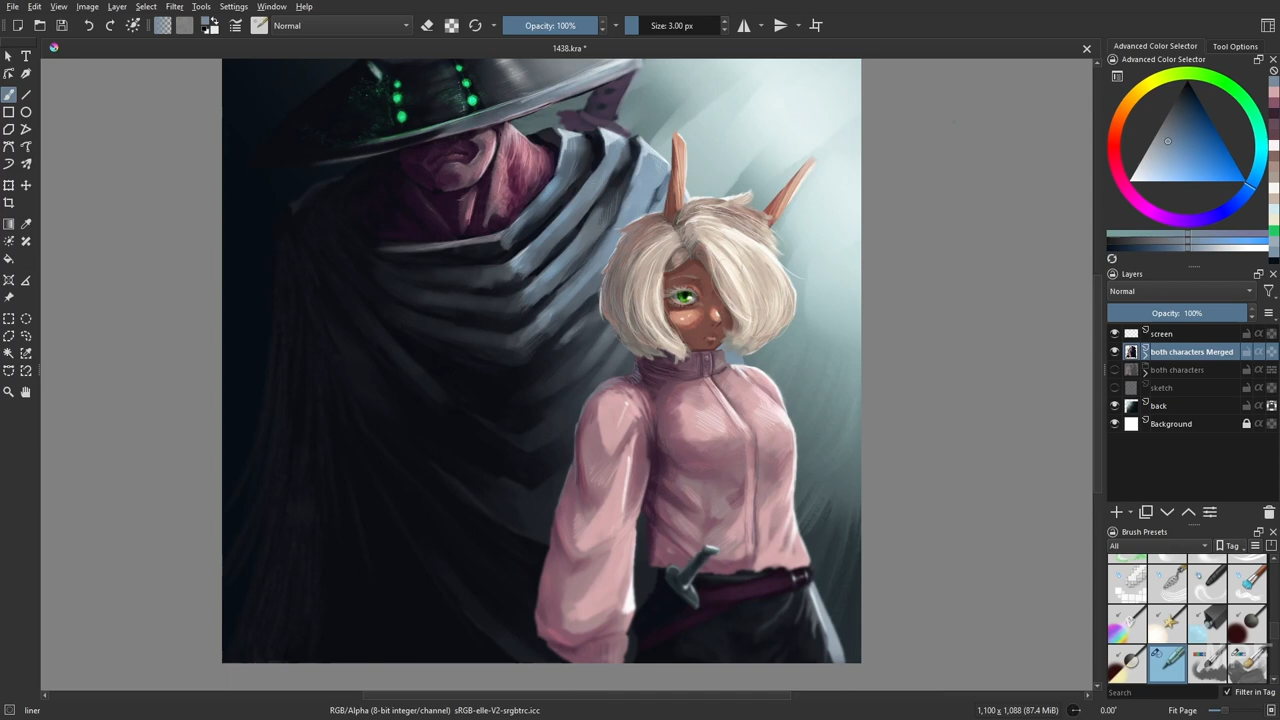 File Edit View Image Layer Select Filter Tools Settings Window Help
Normal
Opacity: 100%
Size: 3.00 px
1438.kra *
Advanced Color Selector Tool Options
Advanced Color Selector
Layers
Normal
Opacity: 100%
screen
both characters Merged
both characters
sketch
back
Background
Brush Presets
All
Tag
Search
Filter in Tag
liner
RGB/Alpha (8-bit integer/channel) sRGB-elle-V2-srgbtrc.icc
1,100 x 1,088 (87.4 MiB)
0.00°
Fit Page